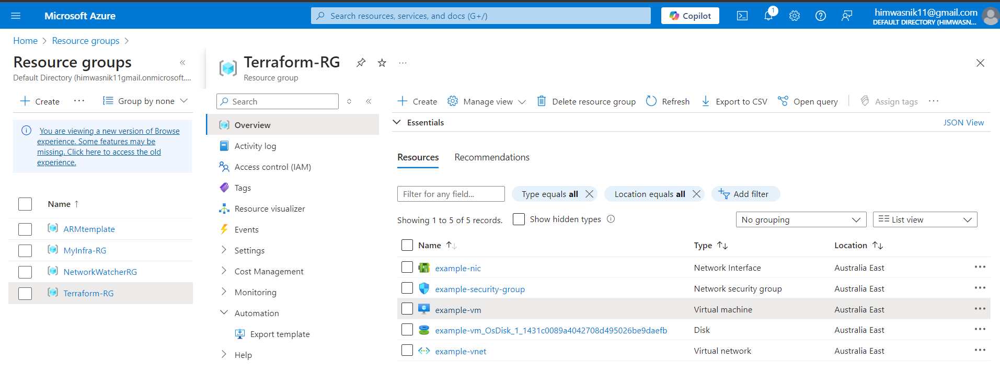 Microsoft Azure
Search resources, services, and docs (G+/)
Copilot
1
himwasnik11@gmail.com
DEFAULT DIRECTORY (HIMWASN...
Home > Resource groups >
Resource groups
Default Directory (himwasnik11gmail.onmicrosoft....
Create
Group by none
You are viewing a new version of Browse
experience. Some features may be
missing. Click here to access the old
experience.
Name ↑
ARMtemplate
MyInfra-RG
NetworkWatcherRG
Terraform-RG
Terraform-RG
Resource group
Search
Overview
Activity log
Access control (IAM)
Tags
Resource visualizer
Events
Settings
Cost Management
Monitoring
Automation
Export template
Help
Create
Manage view
Delete resource group
Refresh
Export to CSV
Open query
Assign tags
Essentials
JSON View
Resources
Recommendations
Filter for any field...
Type equals all
Location equals all
Add filter
Showing 1 to 5 of 5 records.
Show hidden types
No grouping
List view
Name ↑↓ Type ↑↓ Location ↑↓
example-nic Network Interface Australia East
example-security-group Network security group Australia East
example-vm Virtual machine Australia East
example-vm_OsDisk_1_1431c0089a4042708d495026be9daefb Disk Australia East
example-vnet Virtual network Australia East